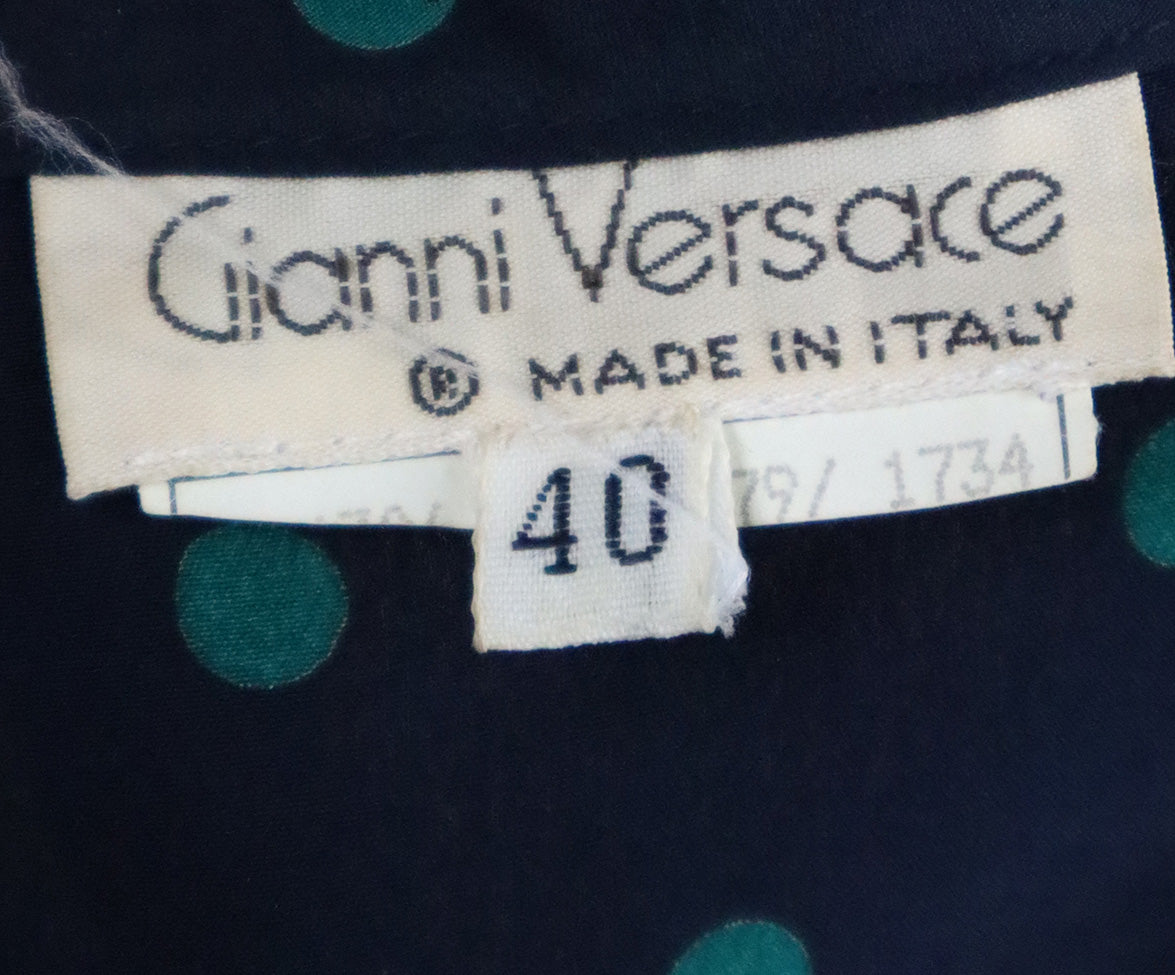 Gianni Versace
® MADE IN ITALY
40
79/ 1734